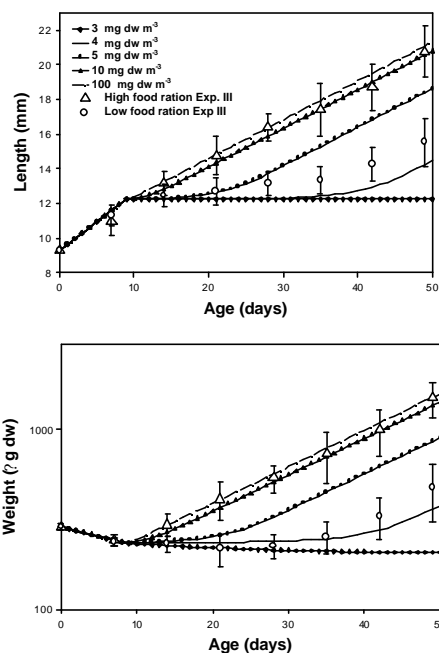 3 mg dw m-3
4 mg dw m-3
5 mg dw m-3
10 mg dw m-3
100 mg dw m-3
High food ration Exp. III
Low food ration Exp III
Length (mm)
22
20
18
16
14
12
10
8
0
10
20
30
40
50
Age (days)
Weight (?g dw)
1000
100
0
10
20
30
40
50
Age (days)